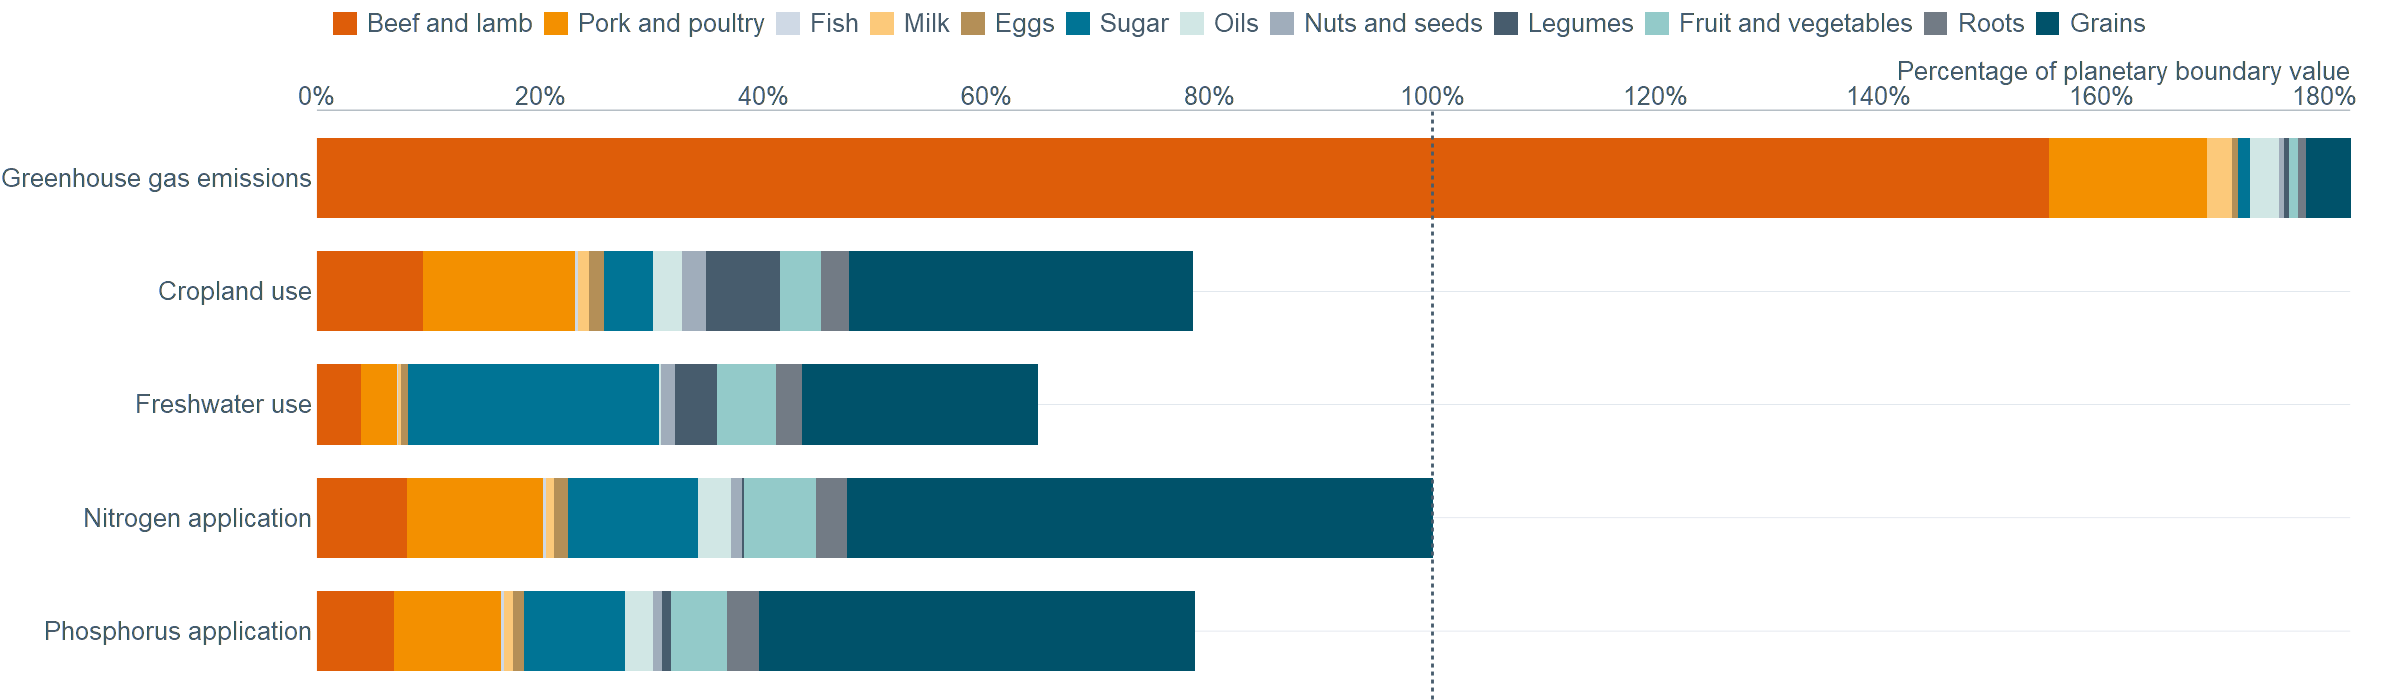 Beef and lamb Pork and poultry Fish Milk Eggs Sugar Oils Nuts and seeds Legumes Fruit and vegetables Roots Grains
Percentage of planetary boundary value
0% 20% 40% 60% 80% 100% 120% 140% 160% 180%
Greenhouse gas emissions
Cropland use
Freshwater use
Nitrogen application
Phosphorus application